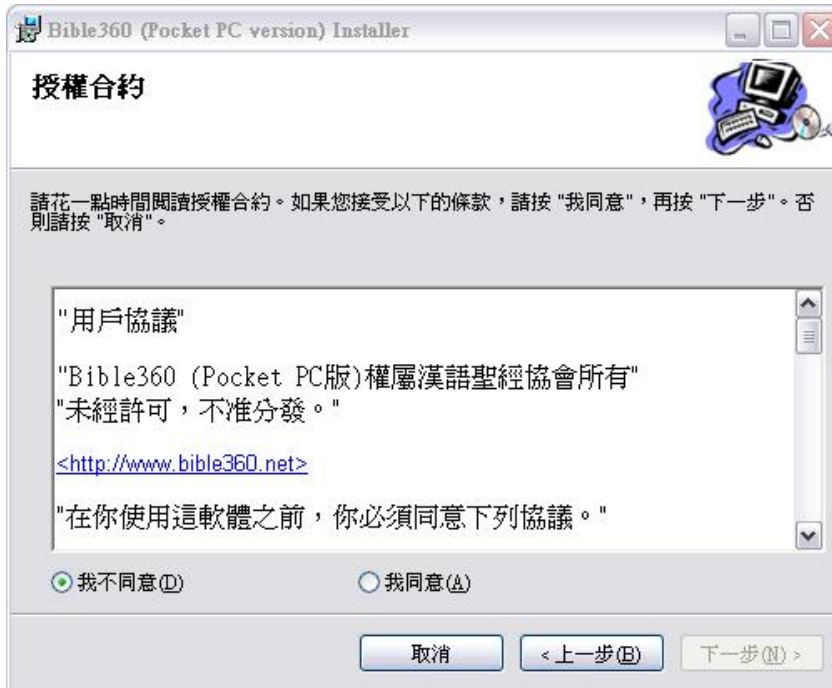 Bible360 (Pocket PC version) Installer
授權合約
請花一點時間閱讀授權合約。如果您接受以下的條款，請按 "我同意"，再按 "下一步"。否
則請按 "取消"。
"用戶協議"
"Bible360 (Pocket PC版)權屬漢語聖經協會所有"
"未經許可，不准分發。"
<http://www.bible360.net>
"在你使用這軟體之前，你必須同意下列協議。"
我不同意(D)
我同意(A)
取消
< 上一步(B)
下一步(N) >